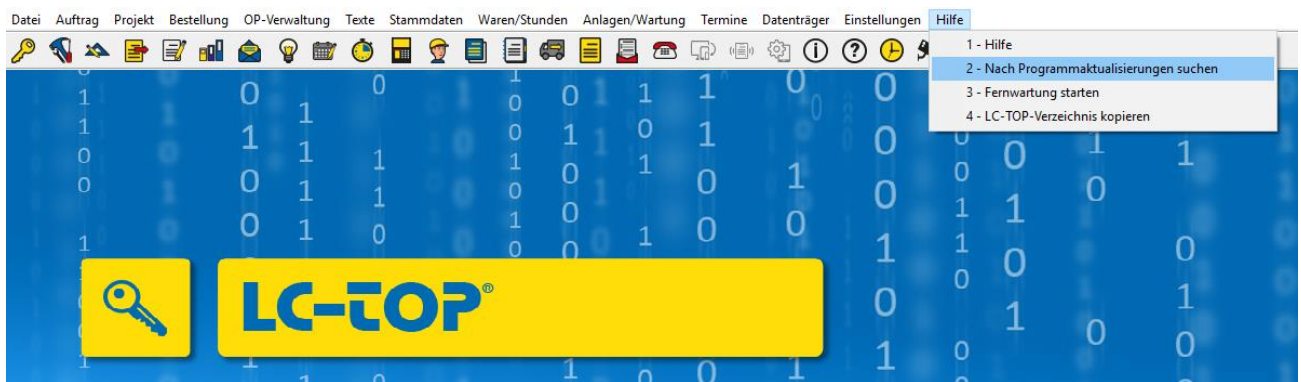 Datei Auftrag Projekt Bestellung OP-Verwaltung Texte Stammdaten Waren/Stunden Anlagen/Wartung Termine Datenträger Einstellungen Hilfe
1 - Hilfe
2 - Nach Programmaktualisierungen suchen
3 - Fernwartung starten
4 - LC-TOP-Verzeichnis kopieren
LC-TOP®